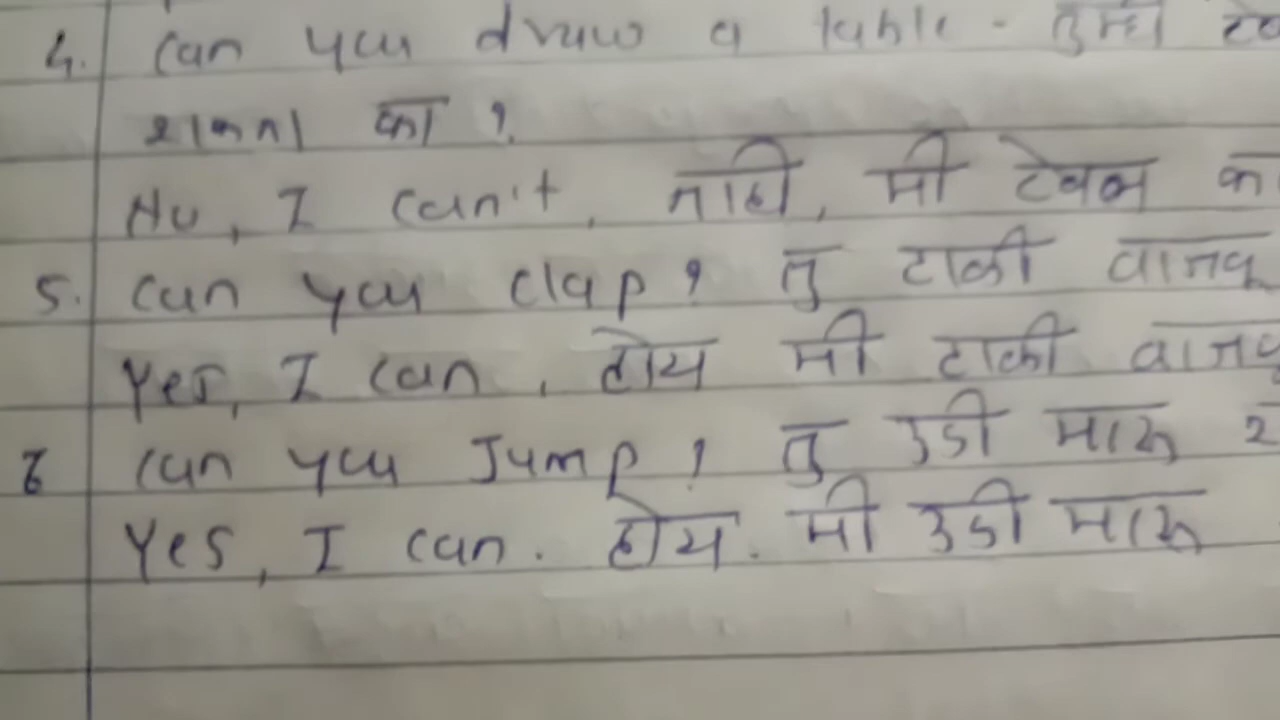 4. Can you draw a table - तुम्ही
शकता का ?
No, I can't. नाही, मी टेबल
5. Can you clap? तु टाळी वाजवू
Yes, I can. होय मी टाळी वाजवू
6 Can you Jump? तु उडी मारू
Yes, I can. होय. मी उडी मारू